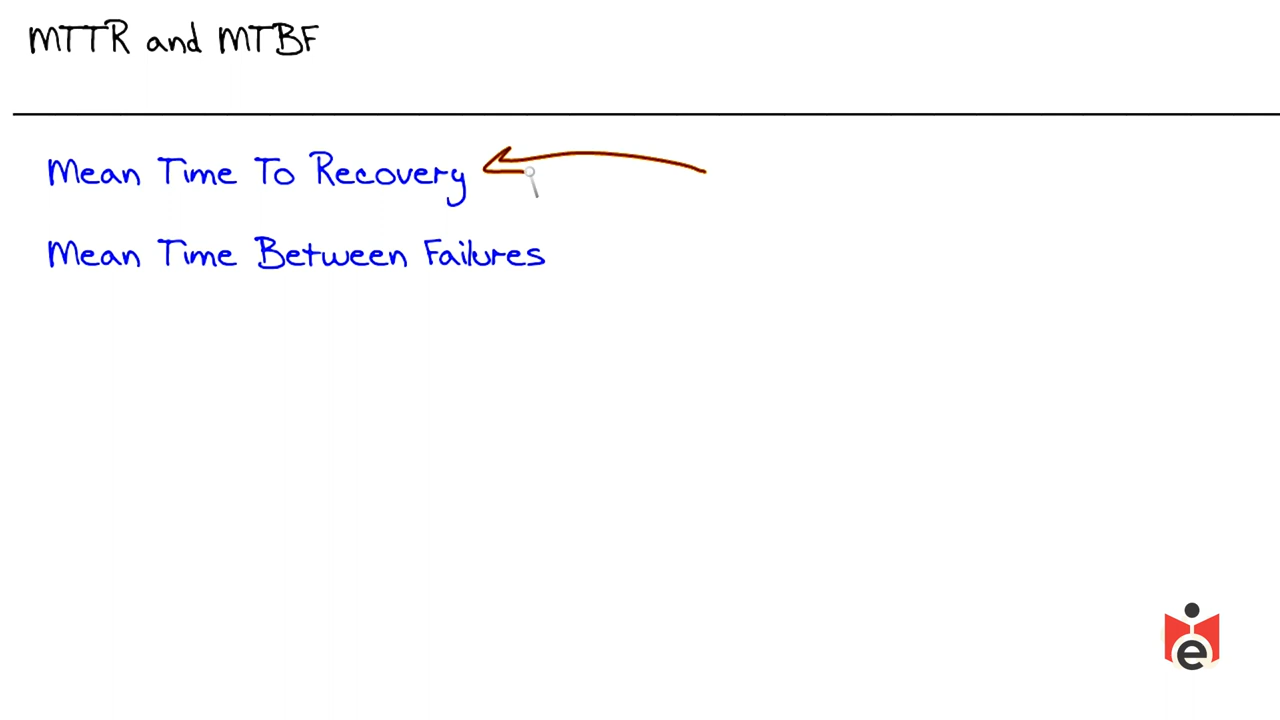 MTTR and MTBF
Mean Time To Recovery
Mean Time Between Failures
e